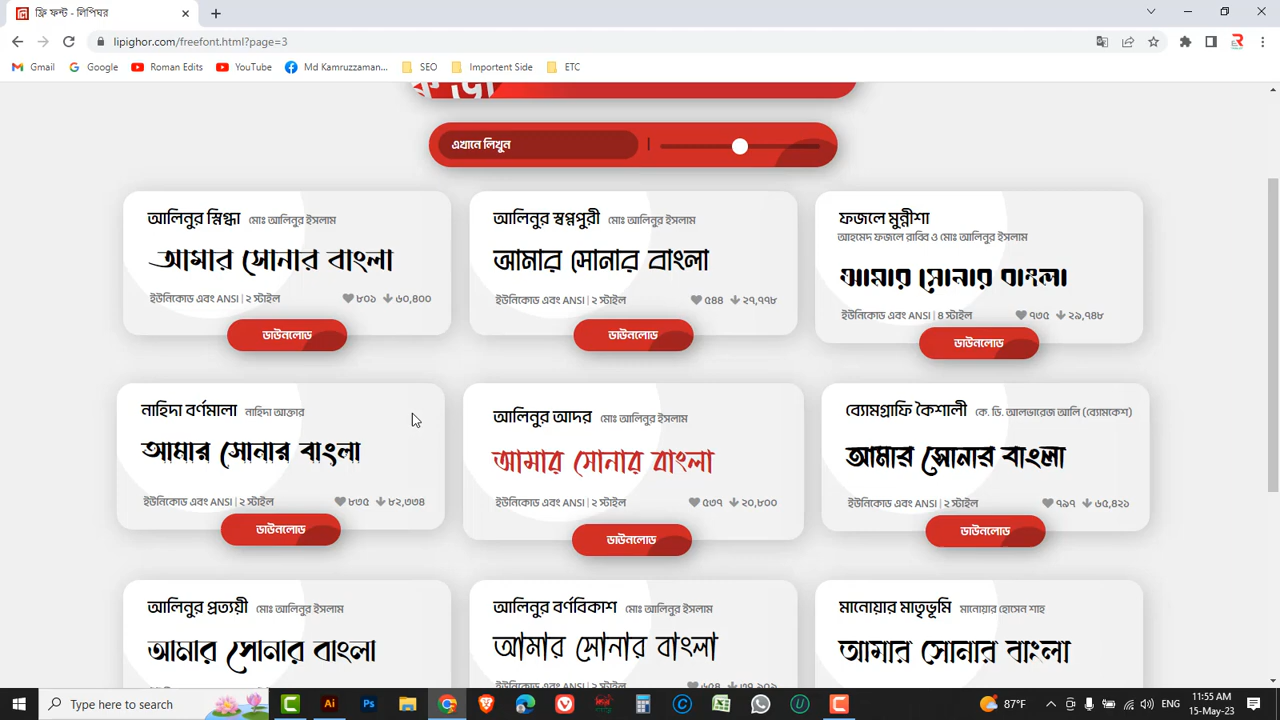 ফ্রি ফন্ট - লিপিঘর
lipighor.com/freefont.html?page=3
Gmail Google Roman Edits YouTube Md Kamruzzaman... SEO Importent Side ETC
এখানে লিখুন
আলিনুর স্নিগ্ধা মোঃ আলিনুর ইসলাম
আমার সোনার বাংলা
ইউনিকোড এবং ANSI | ২ স্টাইল ৮০১ ৬০,৪০০
ডাউনলোড
আলিনুর স্বপ্নপুরী মোঃ আলিনুর ইসলাম
আমার সোনার বাংলা
ইউনিকোড এবং ANSI | ২ স্টাইল ৫৪৪ ২৭,৭৭৮
ডাউনলোড
ফজলে মুন্নীশা
আহমেদ ফজলে রাব্বি ও মোঃ আলিনুর ইসলাম
আমার সোনার বাংলা
ইউনিকোড এবং ANSI | ৪ স্টাইল ৭৩৫ ২৯,৭৪৮
ডাউনলোড
নাহিদা বর্ণমালা নাহিদা আক্তার
আমার সোনার বাংলা
ইউনিকোড এবং ANSI | ২ স্টাইল ৮৩৫ ৮২,৩৩৪
ডাউনলোড
আলিনুর আদর মোঃ আলিনুর ইসলাম
আমার সোনার বাংলা
ইউনিকোড এবং ANSI | ২ স্টাইল ৫৩৭ ২০,৮০০
ডাউনলোড
ব্যোমগ্রাফি কৈশালী কে. ডি. আলভারেজ আলি (ব্যোমকেশ)
আমার সোনার বাংলা
ইউনিকোড এবং ANSI | ২ স্টাইল ৭৯৭ ৬৫,৪২১
ডাউনলোড
আলিনুর প্রত্যয়ী মোঃ আলিনুর ইসলাম
আমার সোনার বাংলা
আলিনুর বর্ণবিকাশ মোঃ আলিনুর ইসলাম
আমার সোনার বাংলা
মানোয়ার মাতৃভূমি মানোয়ার হোসেন শাহ
আমার সোনার বাংলা
Type here to search
87°F
ENG
11:55 AM
15-May-23